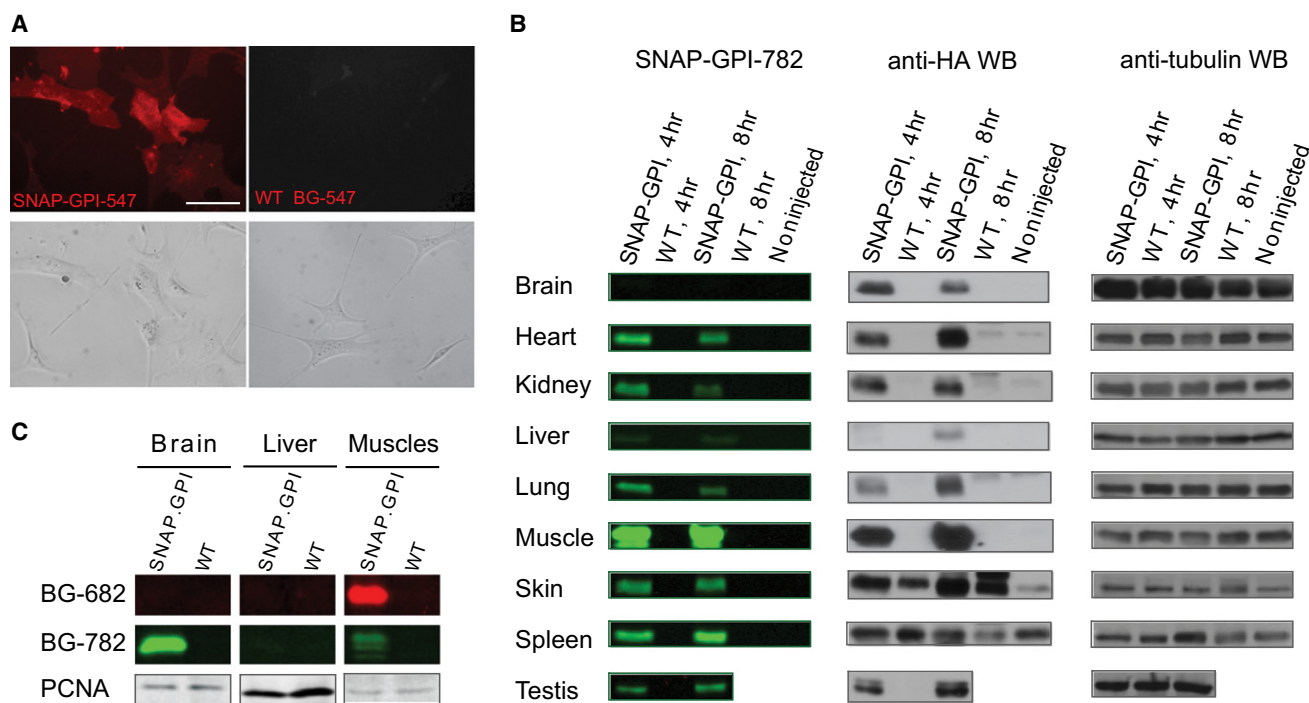 A
SNAP-GPI-547
WT BG-547
B
SNAP-GPI-782
anti-HA WB
anti-tubulin WB
SNAP-GPI, 4hr
WT, 4hr
SNAP-GPI, 8hr
WT, 8hr
Noninjected
SNAP-GPI, 4hr
WT, 4hr
SNAP-GPI, 8hr
WT, 8hr
Noninjected
SNAP-GPI, 4hr
WT, 4hr
SNAP-GPI, 8hr
WT, 8hr
Noninjected
Brain
Heart
Kidney
Liver
Lung
Muscle
Skin
Spleen
Testis
C
Brain
Liver
Muscles
SNAP.GPI
WT
SNAP.GPI
WT
SNAP.GPI
WT
BG-682
BG-782
PCNA